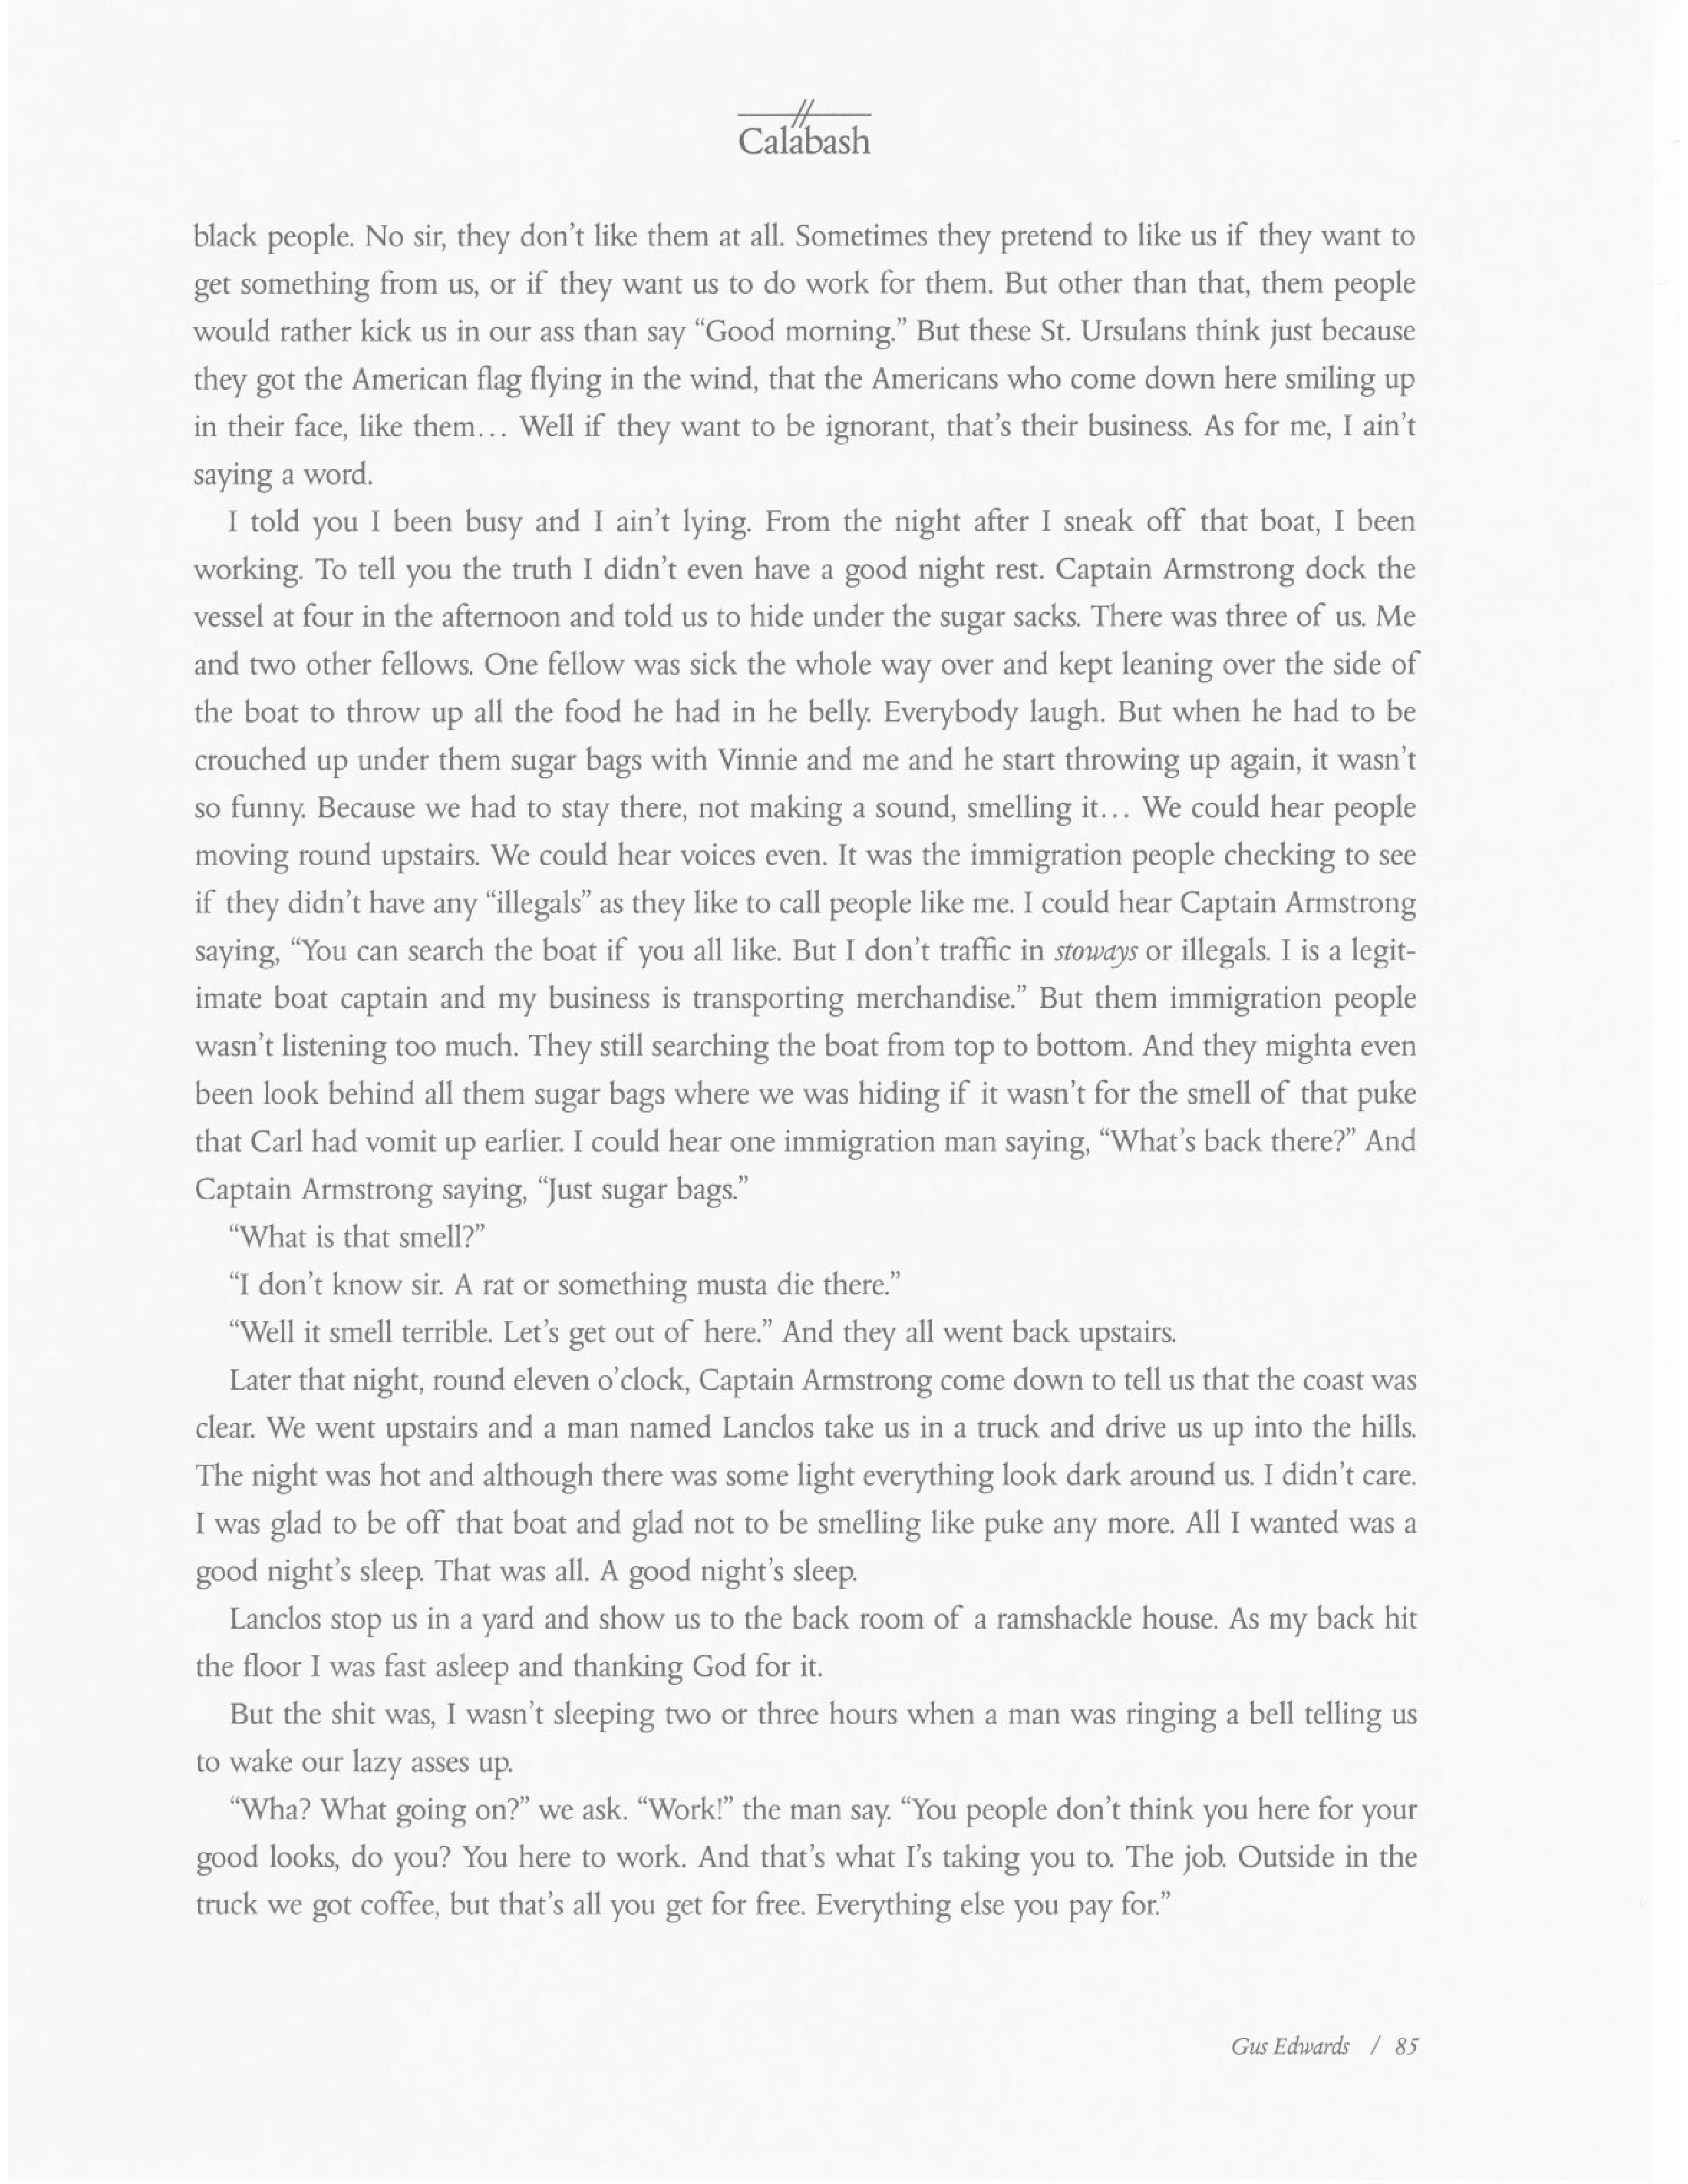 Calabash
black people. No sir, they don't like them at all. Sometimes they pretend to like us if they want to
get something from us, or if they want us to do work for them. But other than that, them people
would rather kick us in our ass than say “Good morning.” But these St. Ursulans think just because
they got the American flag flying in the wind, that the Americans who come down here smiling up
in their face, like them… Well if they want to be ignorant, that's their business. As for me, I ain't
saying a word.
I told you I been busy and I ain't lying. From the night after I sneak off that boat, I been
working. To tell you the truth I didn't even have a good night rest. Captain Armstrong dock the
vessel at four in the afternoon and told us to hide under the sugar sacks. There was three of us. Me
and two other fellows. One fellow was sick the whole way over and kept leaning over the side of
the boat to throw up all the food he had in he belly. Everybody laugh. But when he had to be
crouched up under them sugar bags with Vinnie and me and he start throwing up again, it wasn't
so funny. Because we had to stay there, not making a sound, smelling it… We could hear people
moving round upstairs. We could hear voices even. It was the immigration people checking to see
if they didn't have any “illegals” as they like to call people like me. I could hear Captain Armstrong
saying, “You can search the boat if you all like. But I don't traffic in stoways or illegals. I is a legit-
imate boat captain and my business is transporting merchandise.” But them immigration people
wasn't listening too much. They still searching the boat from top to bottom. And they mighta even
been look behind all them sugar bags where we was hiding if it wasn't for the smell of that puke
that Carl had vomit up earlier. I could hear one immigration man saying, “What's back there?” And
Captain Armstrong saying, “Just sugar bags.”
“What is that smell?”
“I don't know sir. A rat or something musta die there.”
“Well it smell terrible. Let's get out of here.” And they all went back upstairs.
Later that night, round eleven o'clock, Captain Armstrong come down to tell us that the coast was
clear. We went upstairs and a man named Lanclos take us in a truck and drive us up into the hills.
The night was hot and although there was some light everything look dark around us. I didn't care.
I was glad to be off that boat and glad not to be smelling like puke any more. All I wanted was a
good night's sleep. That was all. A good night's sleep.
Lanclos stop us in a yard and show us to the back room of a ramshackle house. As my back hit
the floor I was fast asleep and thanking God for it.
But the shit was, I wasn't sleeping two or three hours when a man was ringing a bell telling us
to wake our lazy asses up.
“Wha? What going on?” we ask. “Work!” the man say. “You people don't think you here for your
good looks, do you? You here to work. And that's what I's taking you to. The job. Outside in the
truck we got coffee, but that's all you get for free. Everything else you pay for.”
Gus Edwards / 85